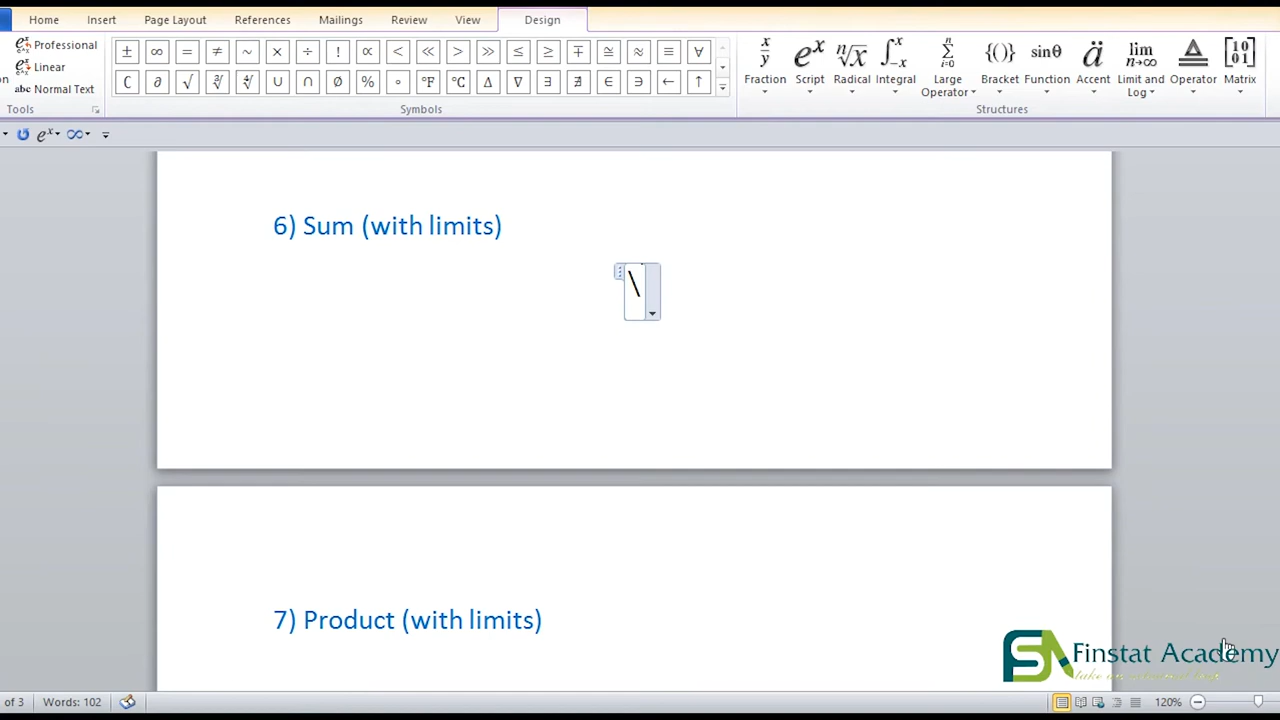 Home Insert Page Layout References Mailings Review View Design
Professional
Linear
abc Normal Text
Tools
± ∞ = ≠ ~ × ÷ ! ∝ < ≪ > ≫ ≤ ≥ ∓ ≅ ≈ ≡ ∀
∁ ∂ √ ∛ ∜ ∪ ∩ ∅ % ∘ °F °C ∆ ∇ ∃ ∄ ∈ ∋ ← ↑
Symbols
Fraction Script Radical Integral Large Operator Bracket Function Accent Limit and Log Operator Matrix
Structures
6) Sum (with limits)
\
7) Product (with limits)
Finstat Academy
of 3 Words: 102 120%